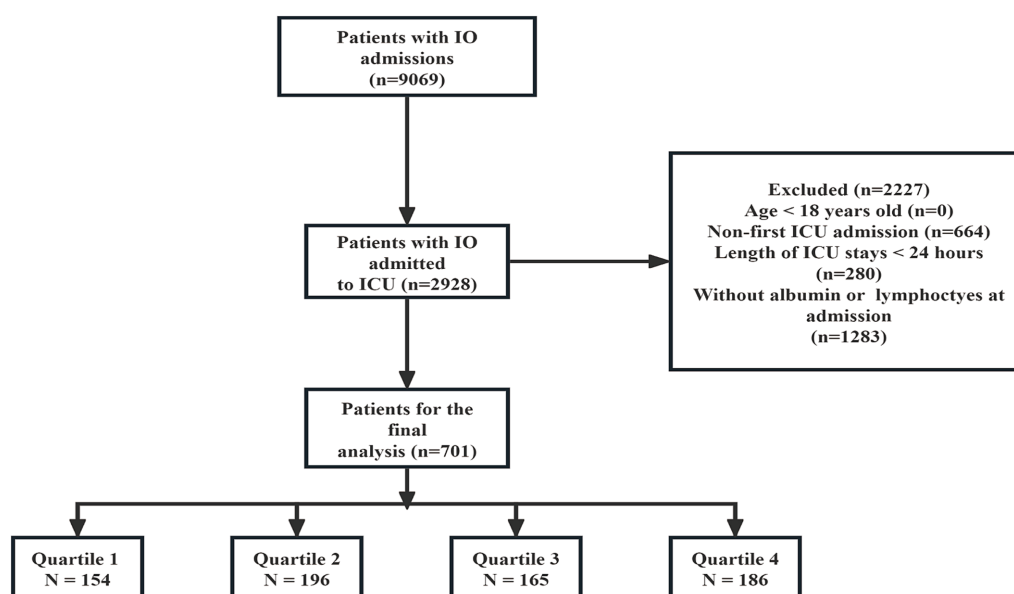 Patients with IO
admissions
(n=9069)
Excluded (n=2227)
Age < 18 years old (n=0)
Non-first ICU admission (n=664)
Length of ICU stays < 24 hours
(n=280)
Without albumin or lymphoctyes at
admission
(n=1283)
Patients with IO
admitted
to ICU (n=2928)
Patients for the
final
analysis (n=701)
Quartile 1
N = 154
Quartile 2
N = 196
Quartile 3
N = 165
Quartile 4
N = 186